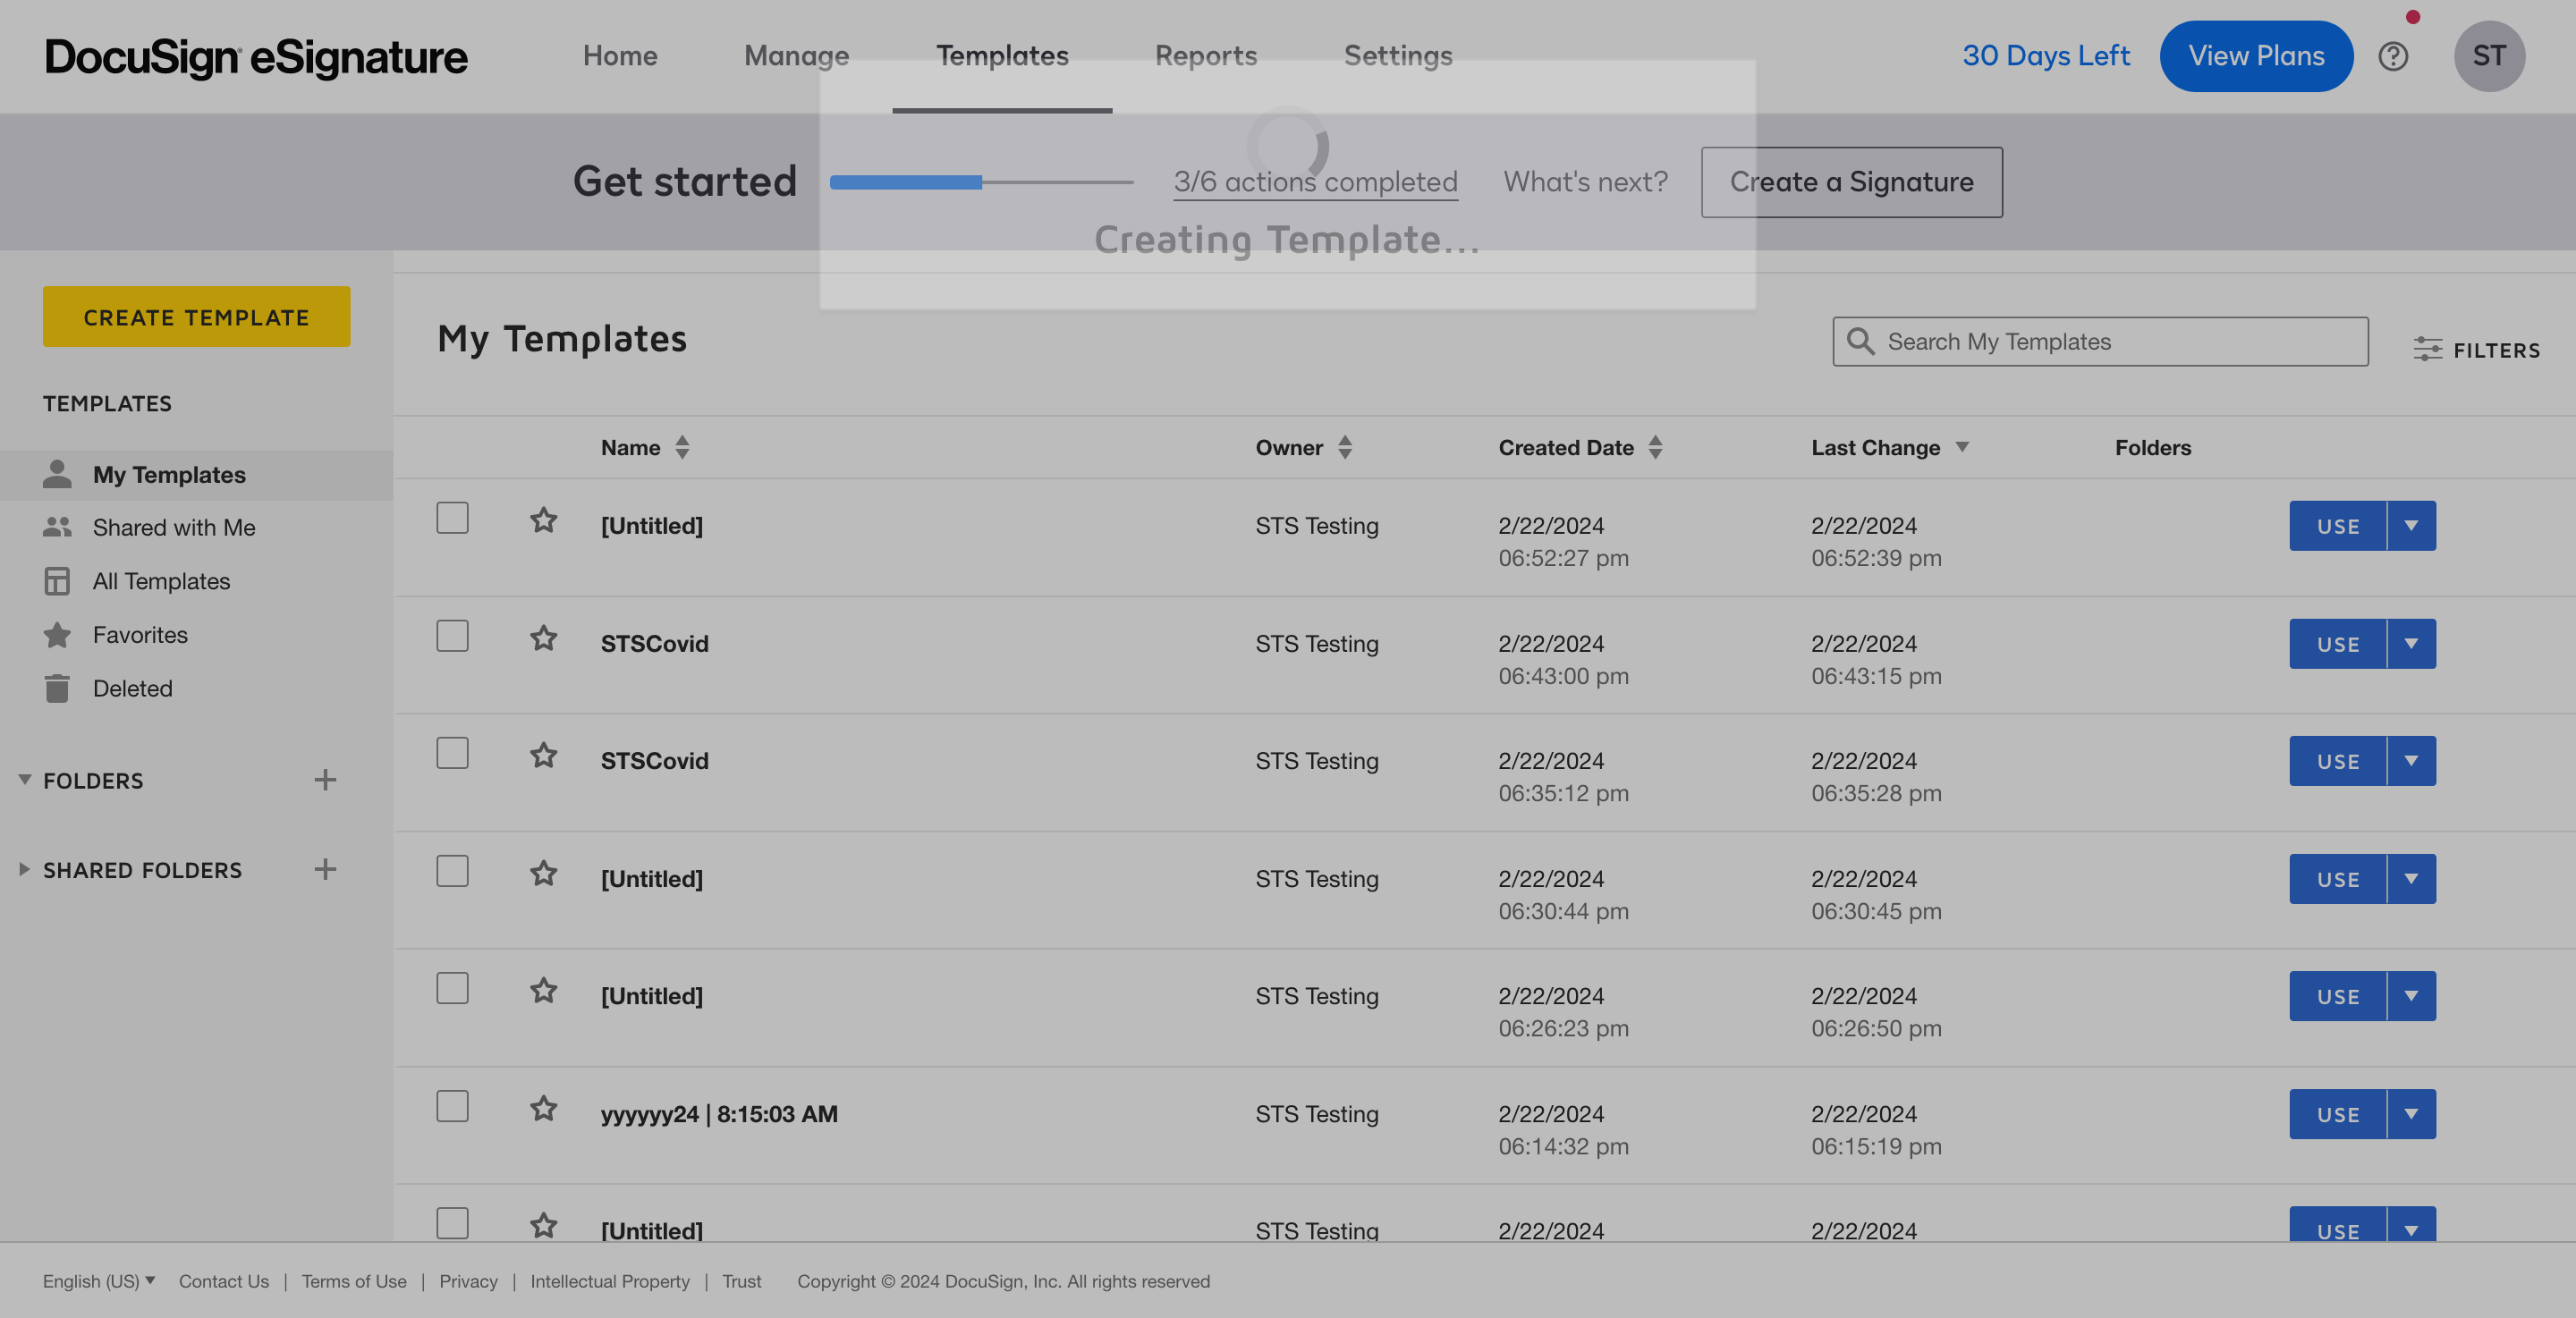 DocuSign eSignature
Home Manage Templates Reports Settings
30 Days Left View Plans ? ST
Get started 3/6 actions completed What's next? Create a Signature
Creating Template...
CREATE TEMPLATE
TEMPLATES
My Templates
Shared with Me
All Templates
Favorites
Deleted
FOLDERS +
SHARED FOLDERS +
My Templates
Search My Templates
FILTERS
Name Owner Created Date Last Change Folders
[Untitled] STS Testing 2/22/2024 2/22/2024 USE
06:52:27 pm 06:52:39 pm
STSCovid STS Testing 2/22/2024 2/22/2024 USE
06:43:00 pm 06:43:15 pm
STSCovid STS Testing 2/22/2024 2/22/2024 USE
06:35:12 pm 06:35:28 pm
[Untitled] STS Testing 2/22/2024 2/22/2024 USE
06:30:44 pm 06:30:45 pm
[Untitled] STS Testing 2/22/2024 2/22/2024 USE
06:26:23 pm 06:26:50 pm
yyyyyy24 | 8:15:03 AM STS Testing 2/22/2024 2/22/2024 USE
06:14:32 pm 06:15:19 pm
[Untitled] STS Testing 2/22/2024 2/22/2024 USE
English (US) Contact Us | Terms of Use | Privacy | Intellectual Property | Trust Copyright © 2024 DocuSign, Inc. All rights reserved